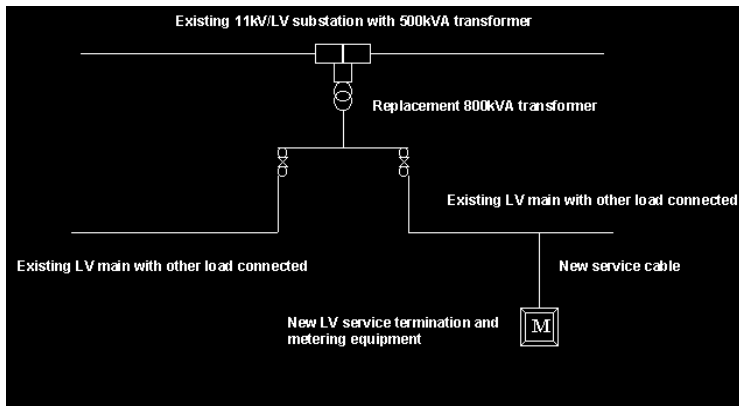 Existing 11kV/LV substation with 500kVA transformer
Replacement 800kVA transformer
Existing LV main with other load connected
Existing LV main with other load connected
New service cable
New LV service termination and
metering equipment
M